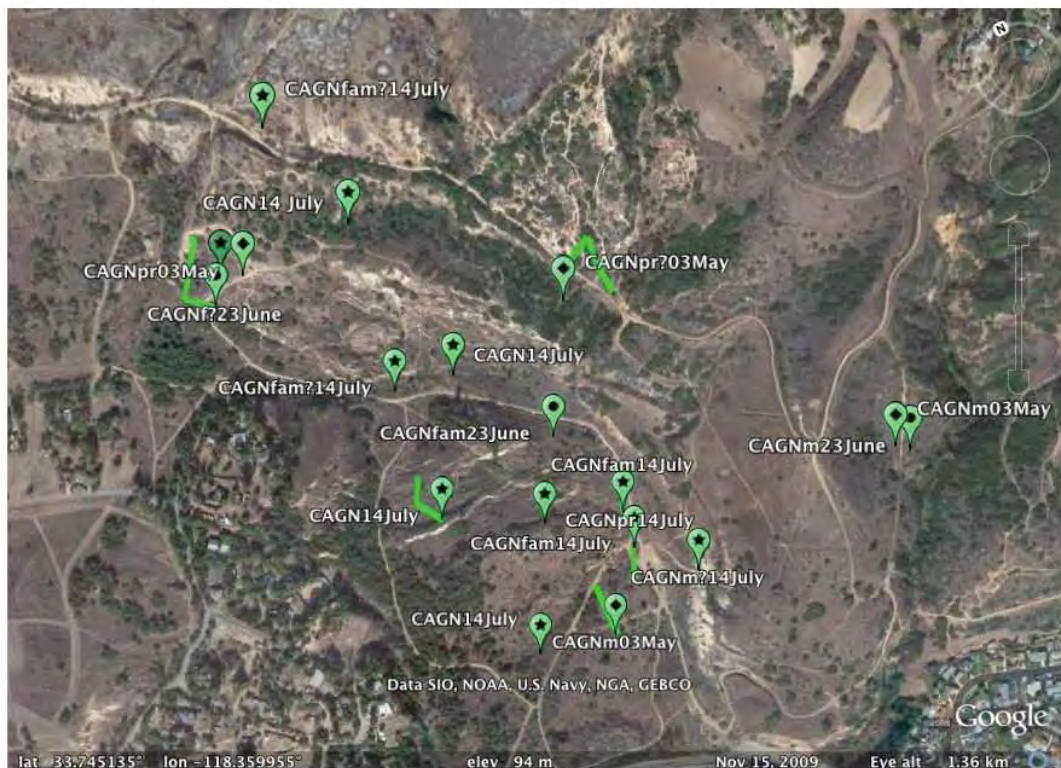 N
CAGNfam?14July
CAGN14 July
CAGNpr03May
CAGNpr?03May
CAGNf?23June
CAGN14July
CAGNfam?14July
CAGNm03May
CAGNfam23June
CAGNm23June
CAGNfam14July
CAGN14July
CAGNpr14July
CAGNfam14July
CAGNm?14July
CAGN14July
CAGNm03May
Data SIO, NOAA, U.S. Navy, NGA, GEBCO
Google
lat 33.745135° lon -118.359955° elev 94 m Nov 15, 2009 Eye alt 1.36 km